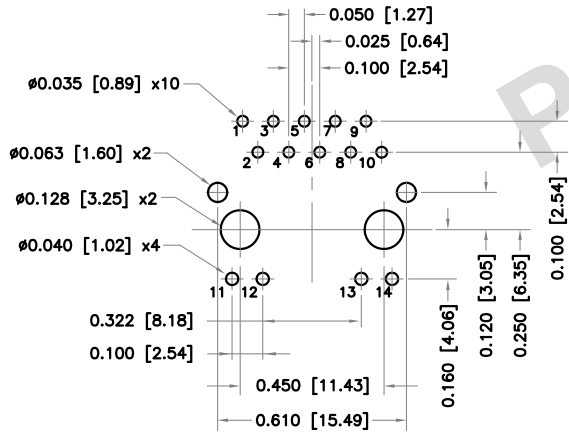 0.050 [1.27]
0.025 [0.64]
0.100 [2.54]
ø0.035 [0.89] x10
1 3 5 7 9
2 4 6 8 10
ø0.063 [1.60] x2
ø0.128 [3.25] x2
ø0.040 [1.02] x4
11 12 13 14
0.322 [8.18]
0.100 [2.54]
0.450 [11.43]
0.610 [15.49]
0.160 [4.06]
0.120 [3.05]
0.250 [6.35]
0.100 [2.54]
P